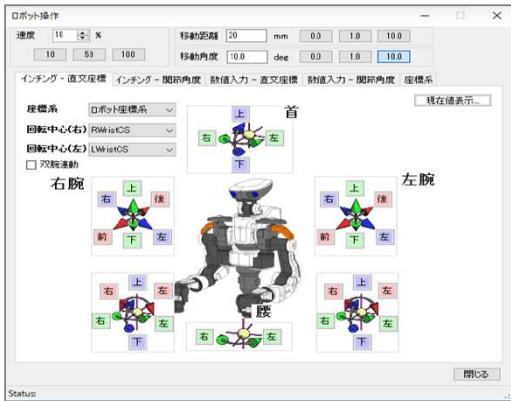 ロボット操作
速度 10 % 移動距離 20 mm 0.0 1.0 10.0
10 50 100 移動角度 10.0 deg 0.0 1.0 10.0
インチング - 直交座標 インチング - 関節角度 数値入力 - 直交座標 数値入力 - 関節角度 座標系
現在値表示...
座標系 ロボット座標系
回転中心(右) RWristCS
回転中心(左) LWristCS
双腕連動
首
上
右 左
下
右腕
左腕
上
右 後
前 下 左
上
右 後
前 下 左
上
右 左
右 左
下
腰
右 左
上
右 左
右 左
下
閉じる
Status: